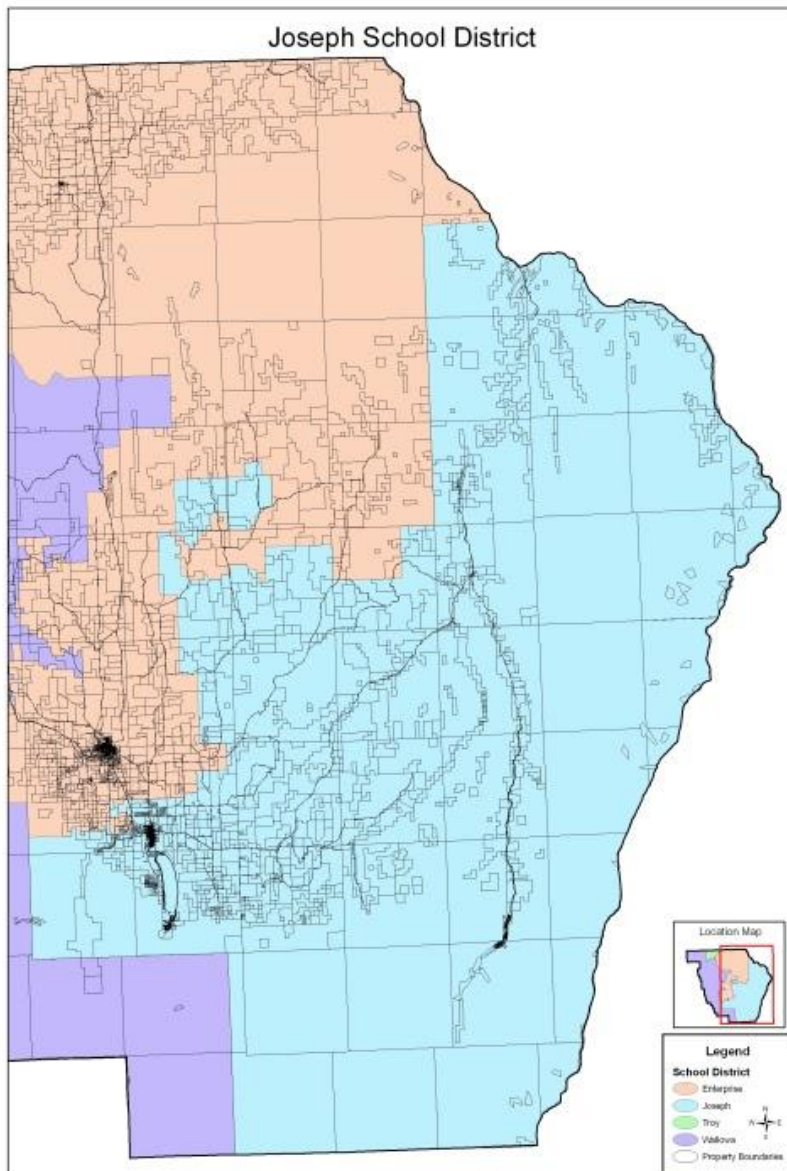 Joseph School District
Location Map
Legend
School District
Enterprise
Joseph
Troy
Wallowa
Property Boundaries
N
W
E
S